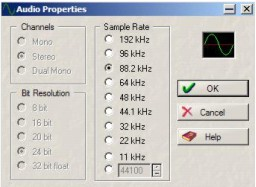 Audio Properties
Channels
Mono
Stereo
Dual Mono
Bit Resolution
8 bit
16 bit
20 bit
24 bit
32 bit float
Sample Rate
192 kHz
96 kHz
88.2 kHz
64 kHz
48 kHz
44.1 kHz
32 kHz
22 kHz
11 kHz
44100
OK
Cancel
Help